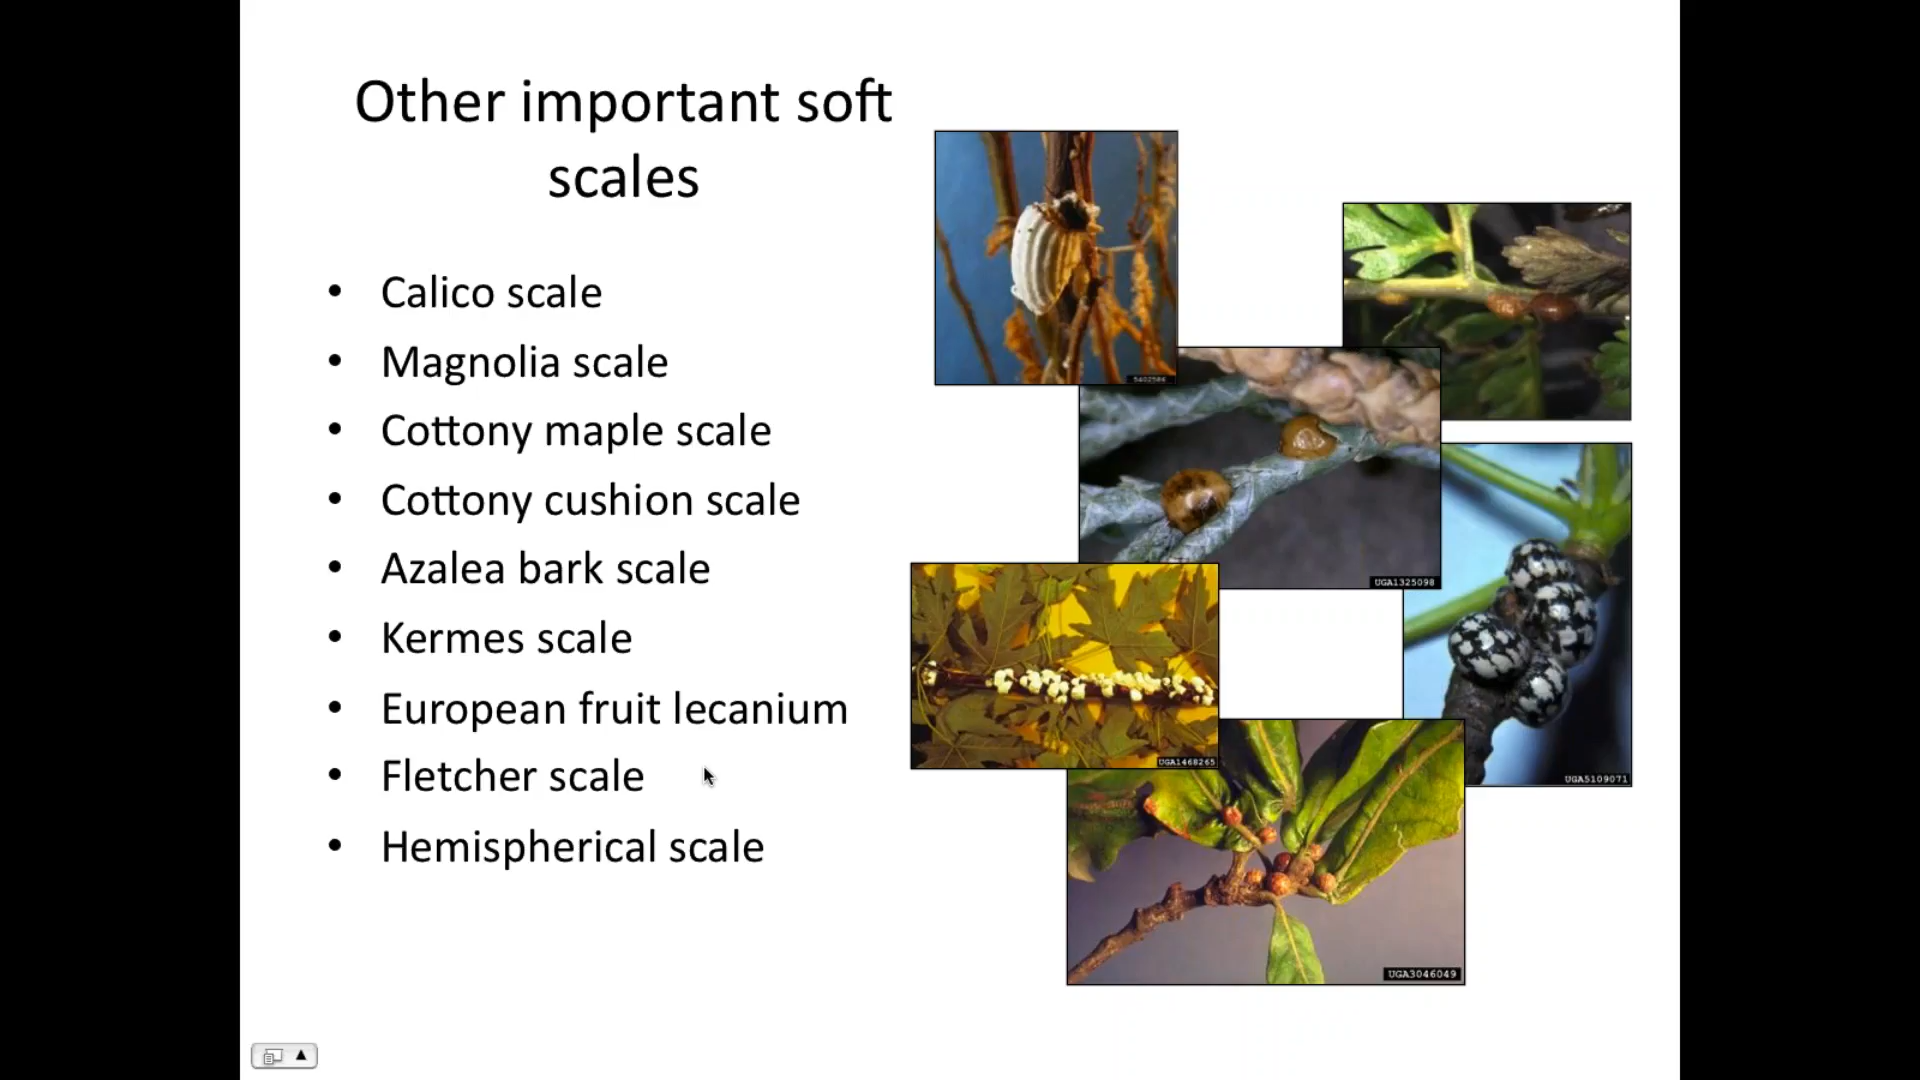 Other important soft
scales
• Calico scale
• Magnolia scale
• Cottony maple scale
• Cottony cushion scale
• Azalea bark scale
• Kermes scale
• European fruit lecanium
• Fletcher scale
• Hemispherical scale
5402586
UGA1325098
UGA1468265
UGA5109071
UGA3046049